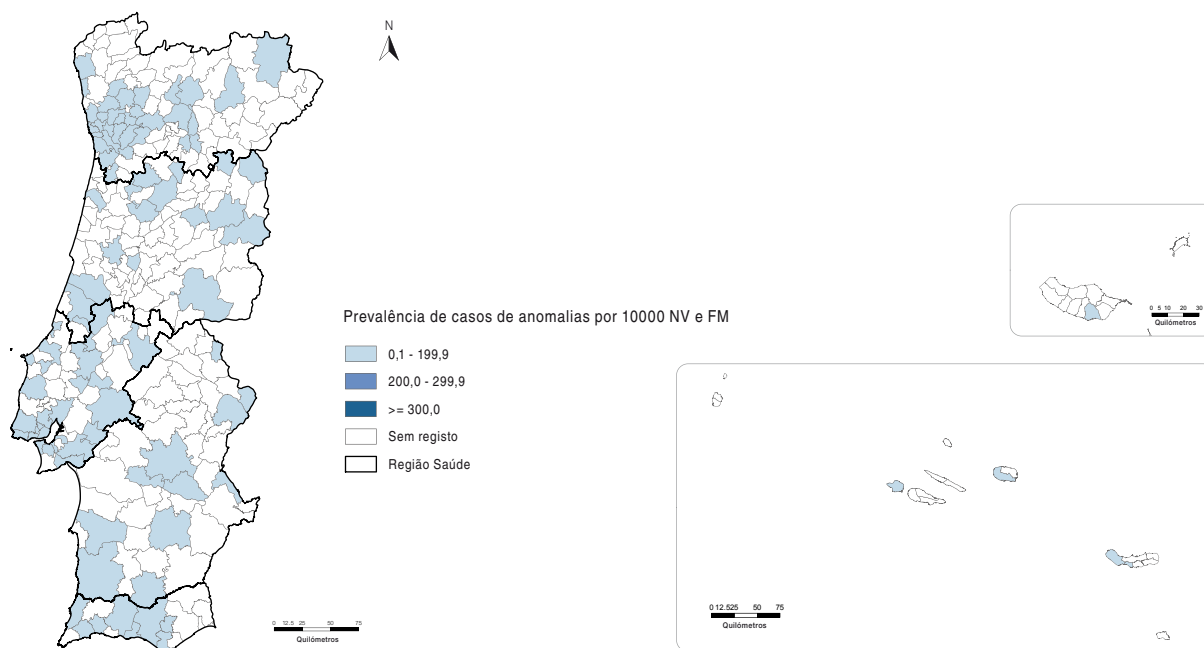 N
Prevalência de casos de anomalias por 10000 NV e FM
0,1 - 199,9
200,0 - 299,9
>= 300,0
Sem registo
Região Saúde
0 12.5 25 50 75
Quilómetros
0 5 10 20 30
Quilómetros
0 12.525 50 75
Quilómetros